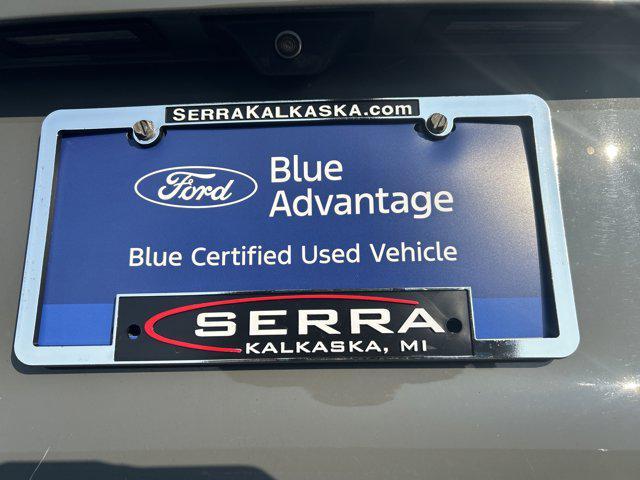 SERRAKALKASKA.com
Ford
Blue
Advantage
Blue Certified Used Vehicle
SERRA
KALKASKA, MI